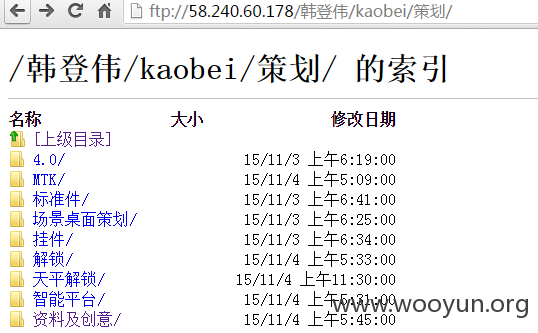 ftp://58.240.60.178/韩登伟/kaobei/策划/
/韩登伟/kaobei/策划/ 的索引
名称 大小 修改日期
[上级目录]
4.0/ 15/11/3 上午6:19:00
MTK/ 15/11/4 上午5:09:00
标准件/ 15/11/3 上午6:41:00
场景桌面策划/ 15/11/3 上午6:25:00
挂件/ 15/11/3 上午6:34:00
解锁/ 15/11/4 上午5:33:00
天平解锁/ 15/11/4 上午11:30:00
智能平台/ 15/11/4 上午5:31:00
资料及创意/ 15/11/4 上午5:45:00
www.wooyun.org